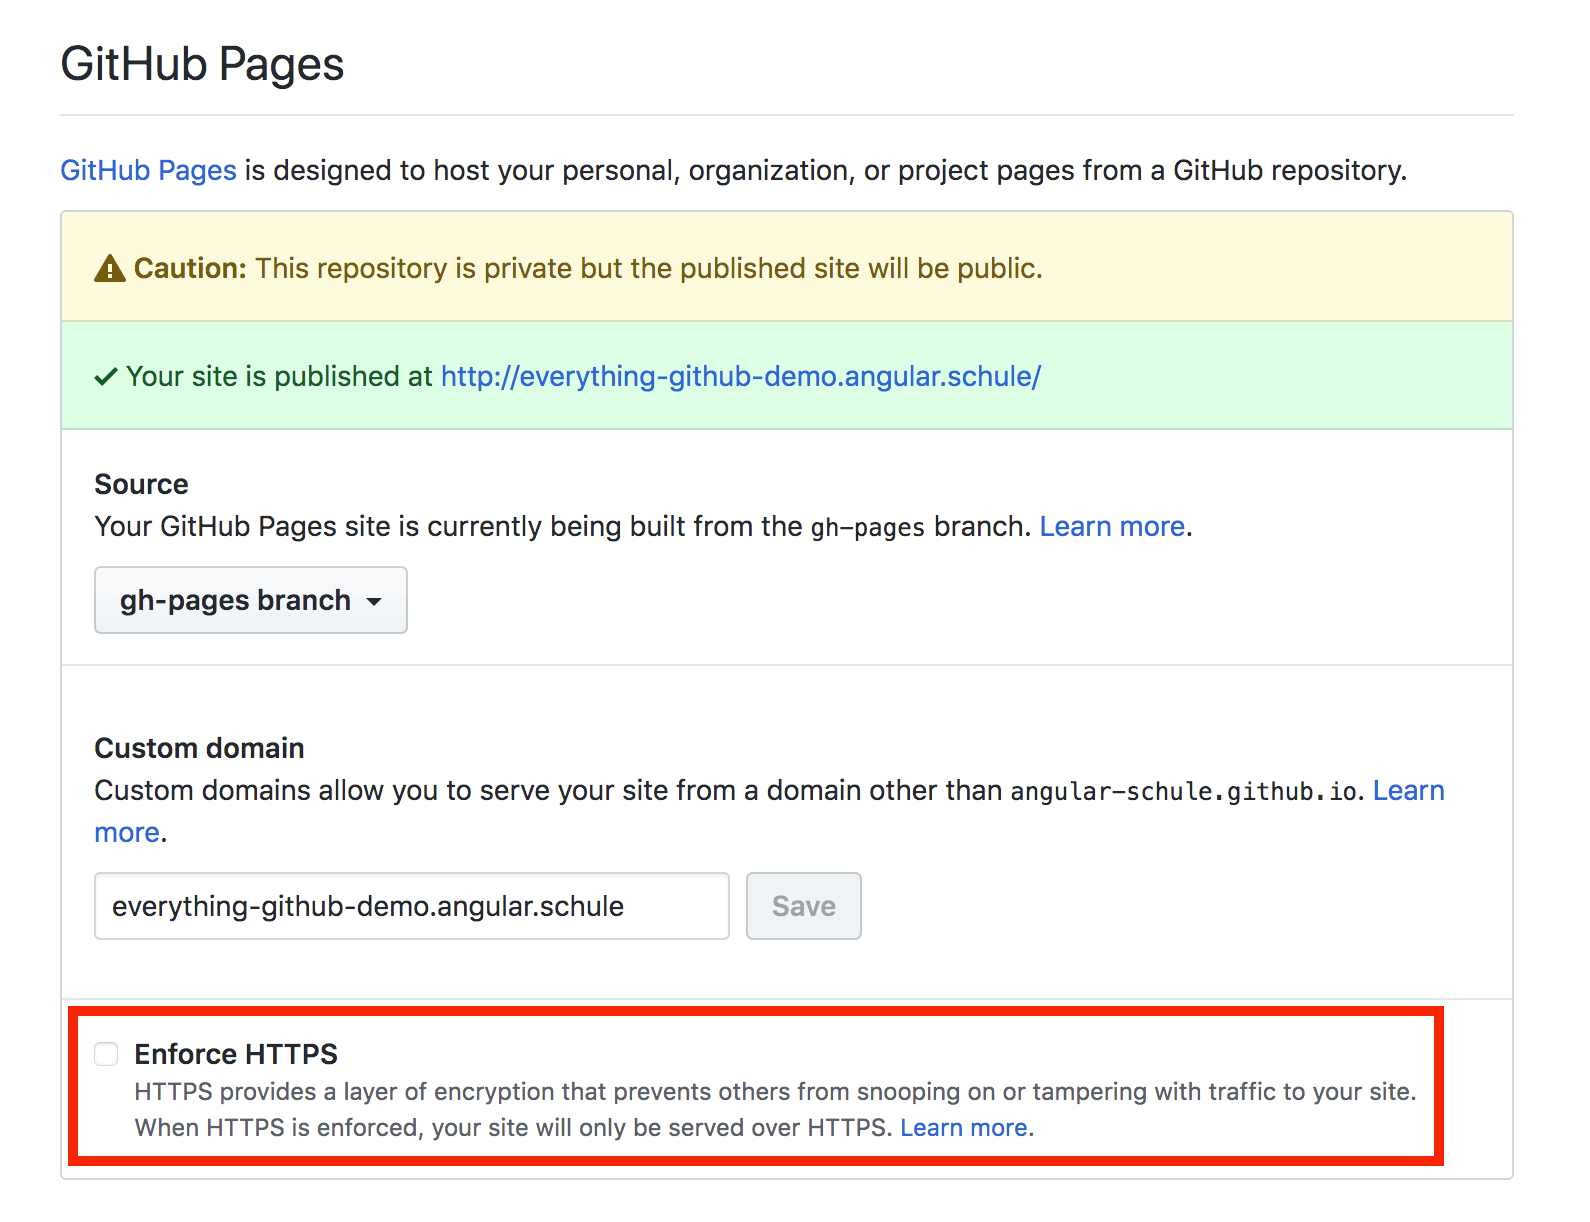 GitHub Pages
GitHub Pages is designed to host your personal, organization, or project pages from a GitHub repository.
Caution: This repository is private but the published site will be public.
Your site is published at http://everything-github-demo.angular.schule/
Source
Your GitHub Pages site is currently being built from the gh-pages branch. Learn more.
gh-pages branch
Custom domain
Custom domains allow you to serve your site from a domain other than angular-schule.github.io. Learn
more.
everything-github-demo.angular.schule Save
Enforce HTTPS
HTTPS provides a layer of encryption that prevents others from snooping on or tampering with traffic to your site.
When HTTPS is enforced, your site will only be served over HTTPS. Learn more.